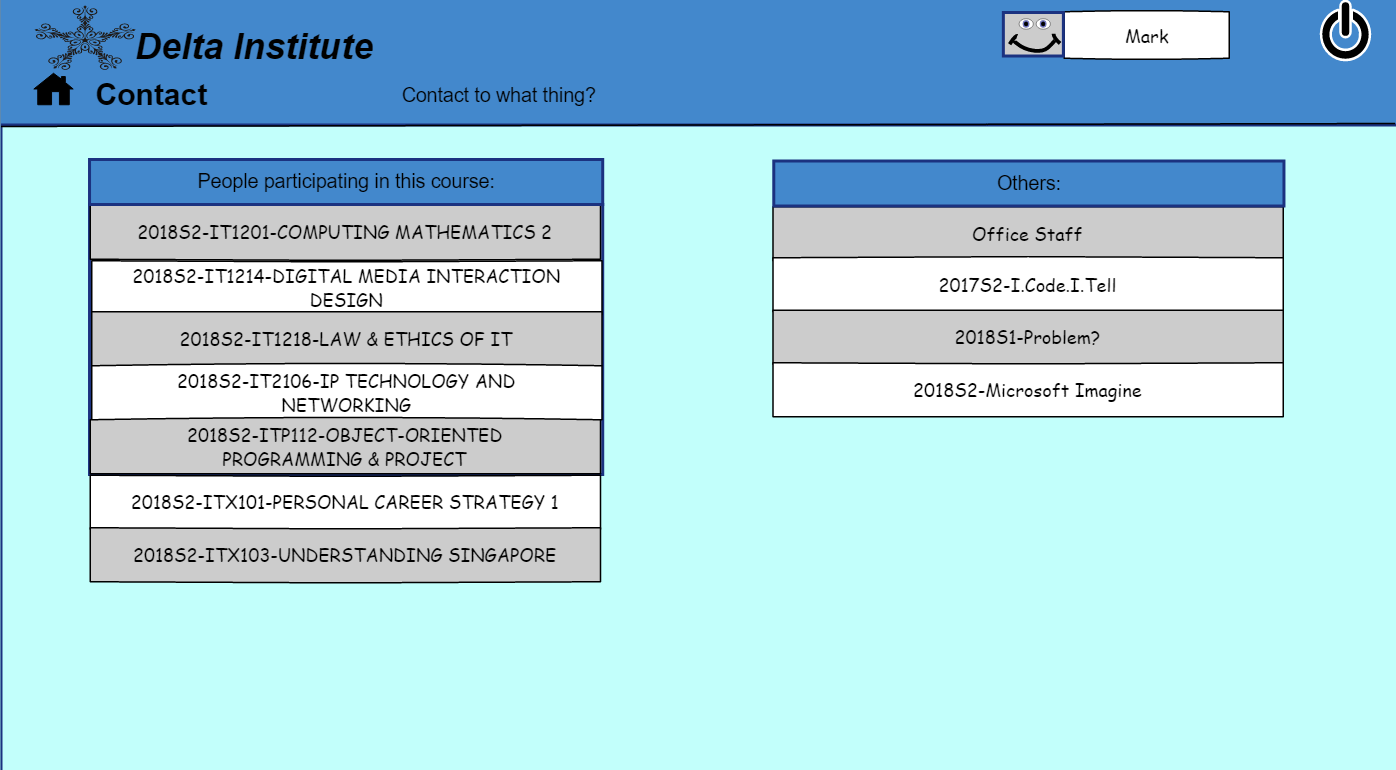 Delta Institute
Mark
Contact
Contact to what thing?
People participating in this course:
2018S2-IT1201-COMPUTING MATHEMATICS 2
2018S2-IT1214-DIGITAL MEDIA INTERACTION
DESIGN
2018S2-IT1218-LAW & ETHICS OF IT
2018S2-IT2106-IP TECHNOLOGY AND
NETWORKING
2018S2-ITP112-OBJECT-ORIENTED
PROGRAMMING & PROJECT
2018S2-ITX101-PERSONAL CAREER STRATEGY 1
2018S2-ITX103-UNDERSTANDING SINGAPORE
Others:
Office Staff
2017S2-I.Code.I.Tell
2018S1-Problem?
2018S2-Microsoft Imagine